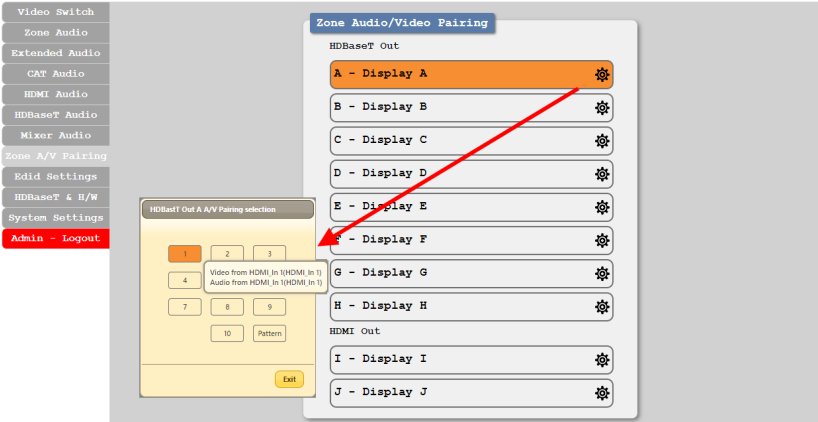 Video Switch
Zone Audio
Extended Audio
CAT Audio
HDMI Audio
HDBaseT Audio
Mixer Audio
Zone A/V Pairing
Edid Settings
HDBaseT & H/W
System Settings
Admin - Logout
Zone Audio/Video Pairing
HDBaseT Out
A - Display A
B - Display B
C - Display C
D - Display D
E - Display E
F - Display F
G - Display G
H - Display H
HDMI Out
I - Display I
J - Display J
HDBastT Out A A/V Pairing selection
1 2 3
4
Video from HDMI_In 1(HDMI_In 1)
Audio from HDMI_In 1(HDMI_In 1)
7 8 9
10 Pattern
Exit